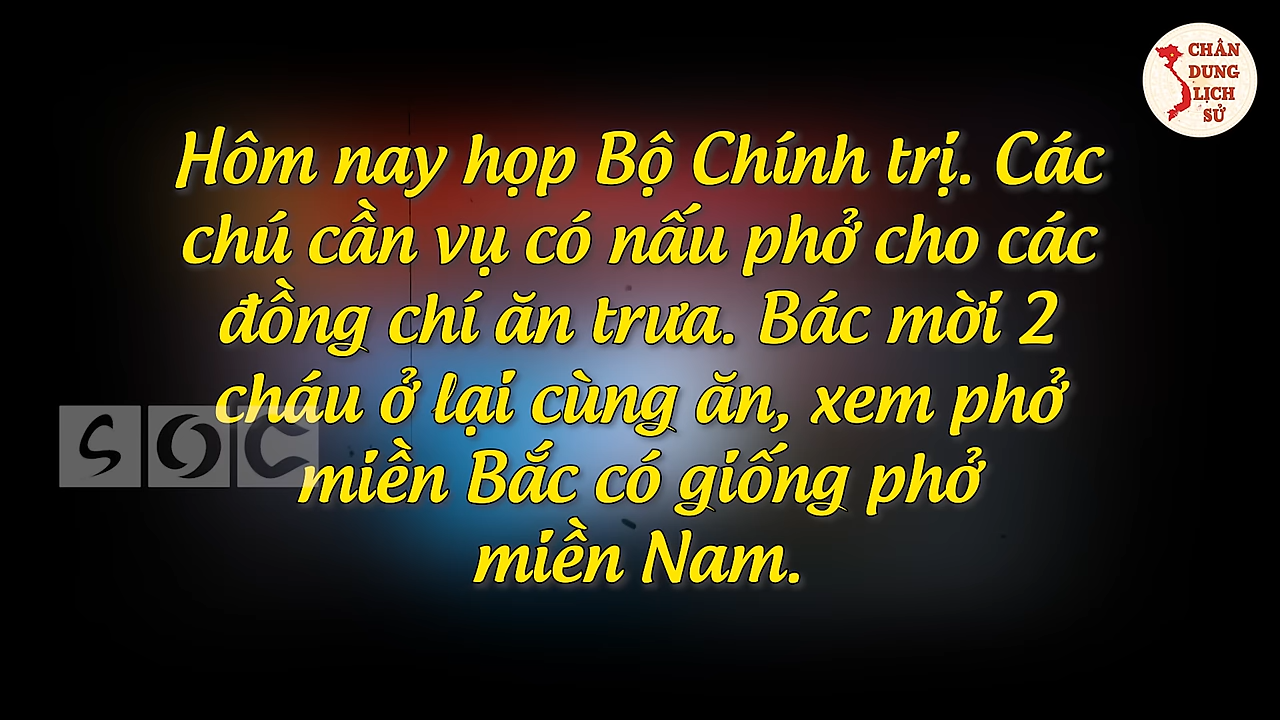 CHÂN
DUNG
LỊCH
SỬ
Hôm nay họp Bộ Chính trị. Các
chú cần vụ có nấu phở cho các
đồng chí ăn trưa. Bác mời 2
cháu ở lại cùng ăn, xem phở
miền Bắc có giống phở
miền Nam.
SOC